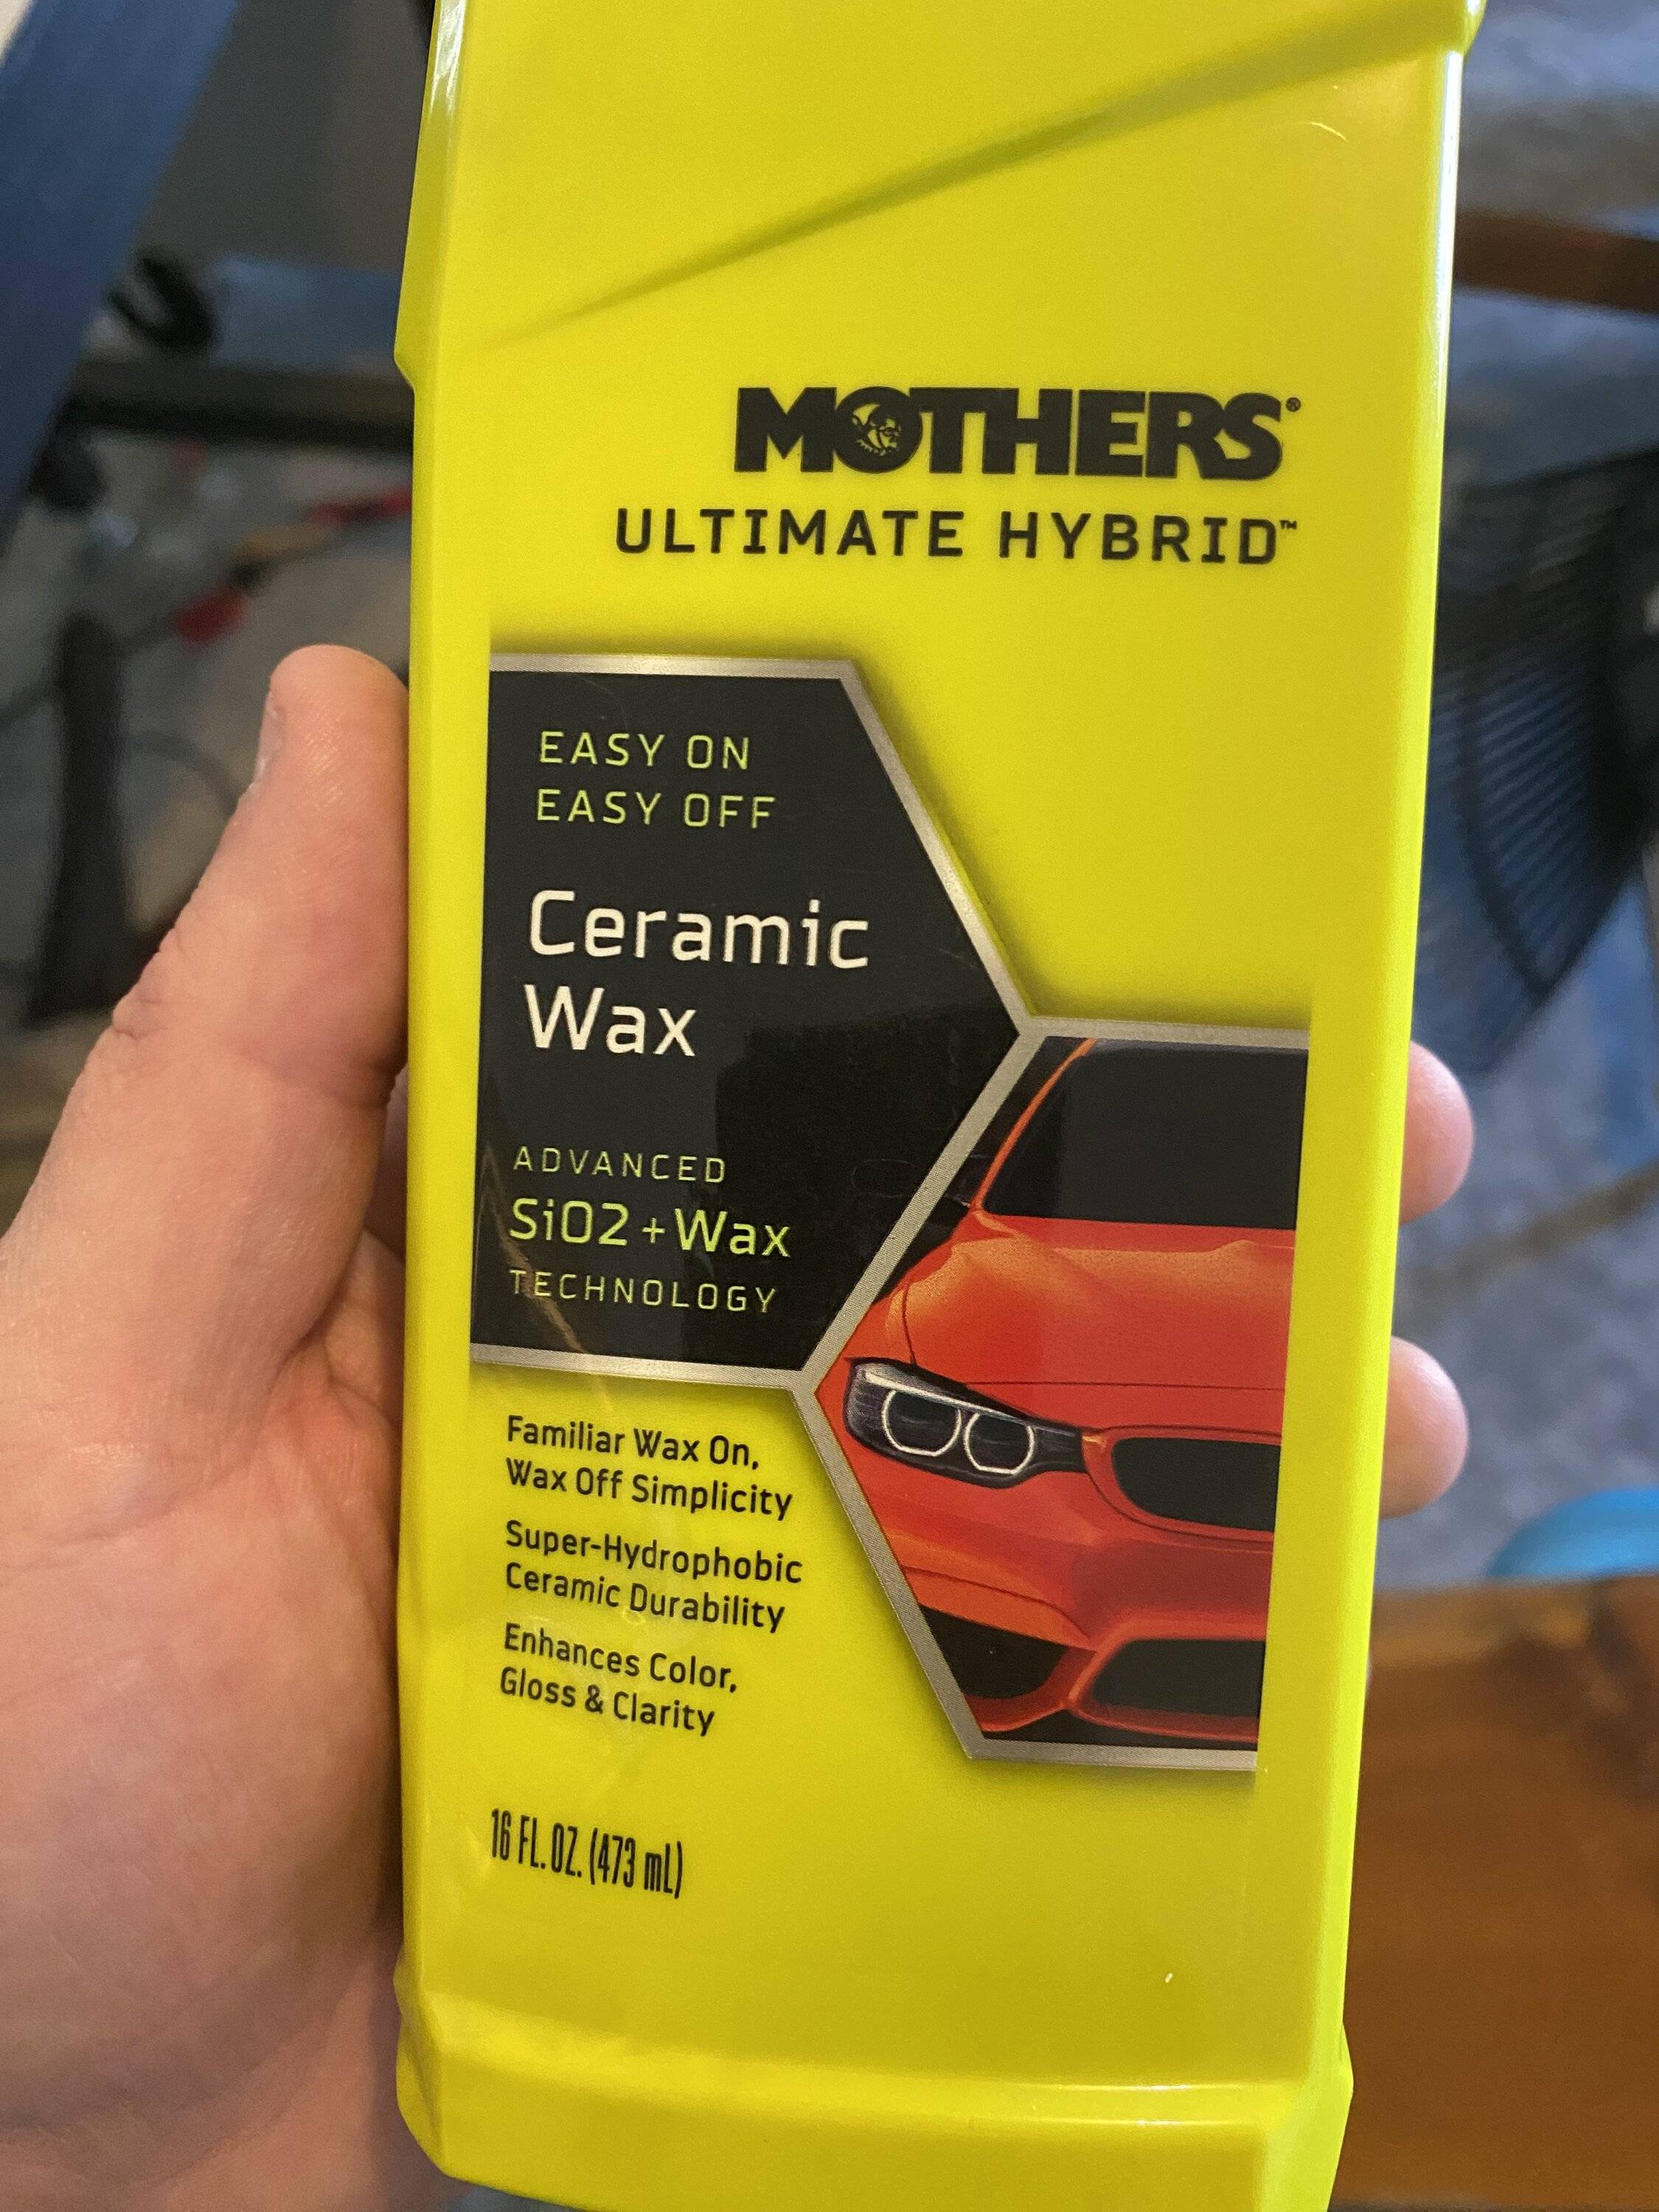 MOTHERS®
ULTIMATE HYBRID™
EASY ON
EASY OFF
Ceramic
Wax
ADVANCED
SiO2+Wax
TECHNOLOGY
Familiar Wax On,
Wax Off Simplicity
Super-Hydrophobic
Ceramic Durability
Enhances Color,
Gloss & Clarity
16 FL. OZ. (473 mL)